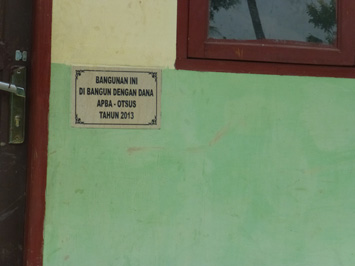 BANGUNAN INI
DI BANGUN DENGAN DANA
APBA - OTSUS
TAHUN 2013